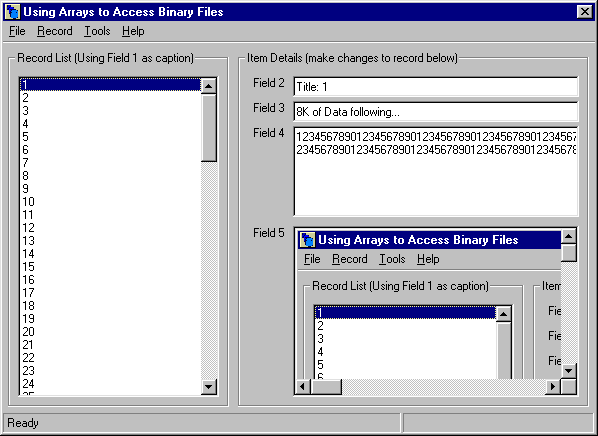 Using Arrays to Access Binary Files
File Record Tools Help
Record List (Using Field 1 as caption)
1
2
3
4
5
6
7
8
9
10
11
12
13
14
15
16
17
18
19
20
21
22
23
24
25
Item Details (make changes to record below)
Field 2 Title: 1
Field 3 8K of Data following...
Field 4 1234567890123456789012345678901234567890123456
2345678901234567890123456789012345678901234567
Field 5
Using Arrays to Access Binary Files
File Record Tools Help
Record List (Using Field 1 as caption)
1
2
3
4
5
6
Item
Fie
Fie
Fie
Ready